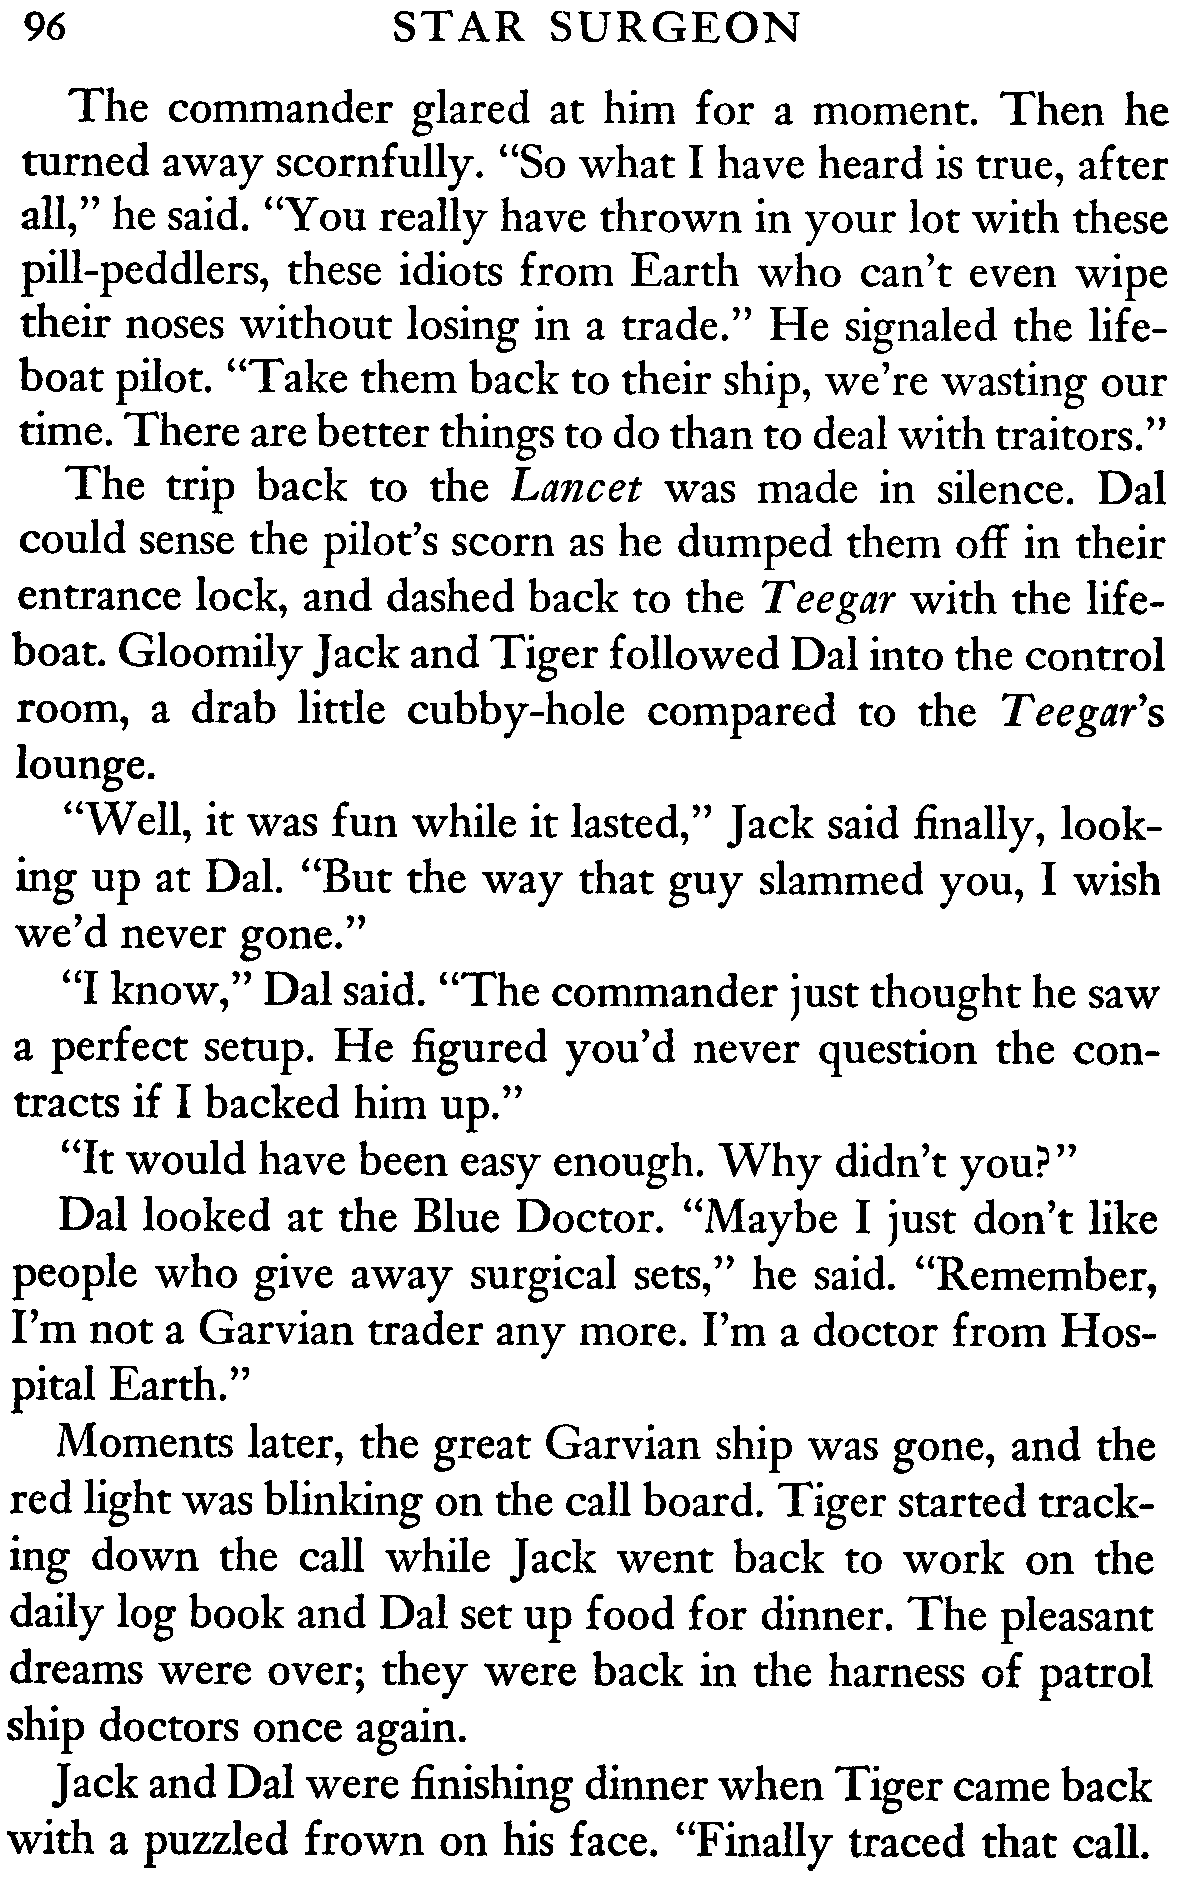 96 STAR SURGEON
The commander glared at him for a moment. Then he
turned away scornfully. “So what I have heard is true, after
all,” he said. “You really have thrown in your lot with these
pill-peddlers, these idiots from Earth who can't even wipe
their noses without losing in a trade.” He signaled the life-
boat pilot. “Take them back to their ship, we're wasting our
time. There are better things to do than to deal with traitors.”
The trip back to the Lancet was made in silence. Dal
could sense the pilot's scorn as he dumped them off in their
entrance lock, and dashed back to the Teegar with the life-
boat. Gloomily Jack and Tiger followed Dal into the control
room, a drab little cubby-hole compared to the Teegar's
lounge.
“Well, it was fun while it lasted,” Jack said finally, look-
ing up at Dal. “But the way that guy slammed you, I wish
we'd never gone.”
“I know,” Dal said. “The commander just thought he saw
a perfect setup. He figured you'd never question the con-
tracts if I backed him up.”
“It would have been easy enough. Why didn't you?”
Dal looked at the Blue Doctor. “Maybe I just don't like
people who give away surgical sets,” he said. “Remember,
I'm not a Garvian trader any more. I'm a doctor from Hos-
pital Earth.”
Moments later, the great Garvian ship was gone, and the
red light was blinking on the call board. Tiger started track-
ing down the call while Jack went back to work on the
daily log book and Dal set up food for dinner. The pleasant
dreams were over; they were back in the harness of patrol
ship doctors once again.
Jack and Dal were finishing dinner when Tiger came back
with a puzzled frown on his face. “Finally traced that call.